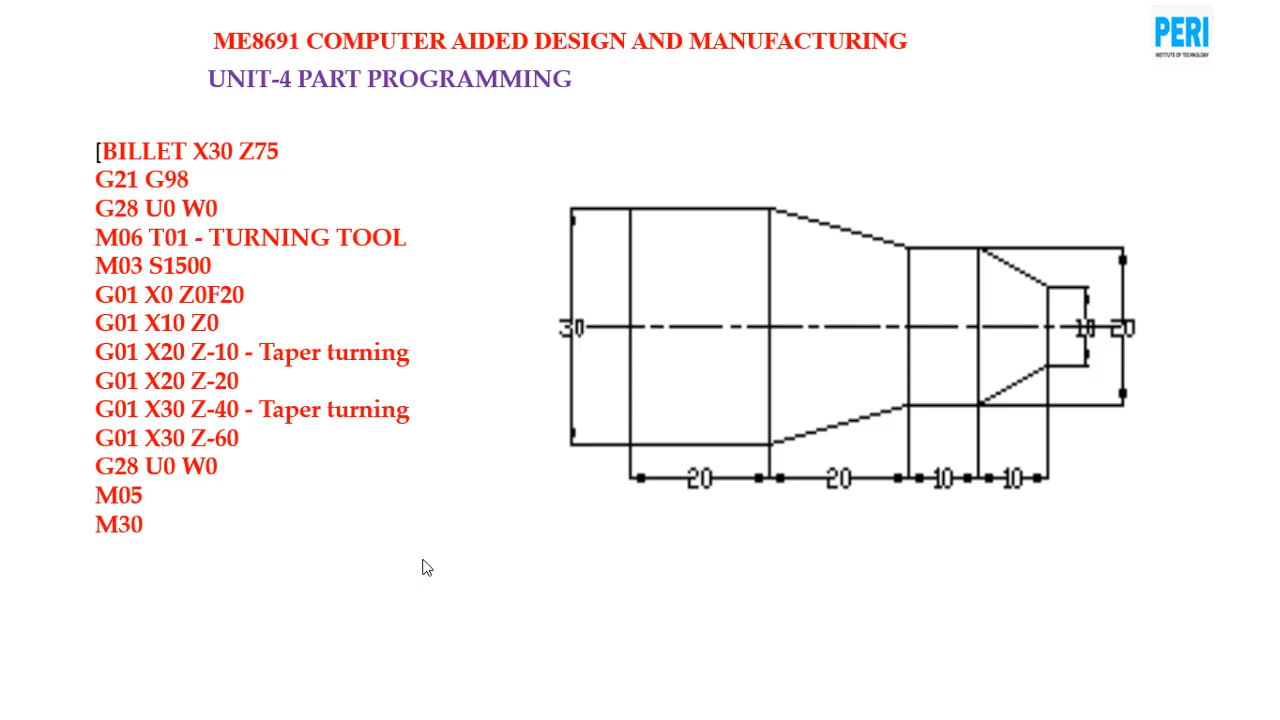 ME8691 COMPUTER AIDED DESIGN AND MANUFACTURING
PERI
INSTITUTE OF TECHNOLOGY
UNIT-4 PART PROGRAMMING
[BILLET X30 Z75
G21 G98
G28 U0 W0
M06 T01 - TURNING TOOL
M03 S1500
G01 X0 Z0F20
G01 X10 Z0
G01 X20 Z-10 - Taper turning
G01 X20 Z-20
G01 X30 Z-40 - Taper turning
G01 X30 Z-60
G28 U0 W0
M05
M30
30
10
20
20
20
10
10